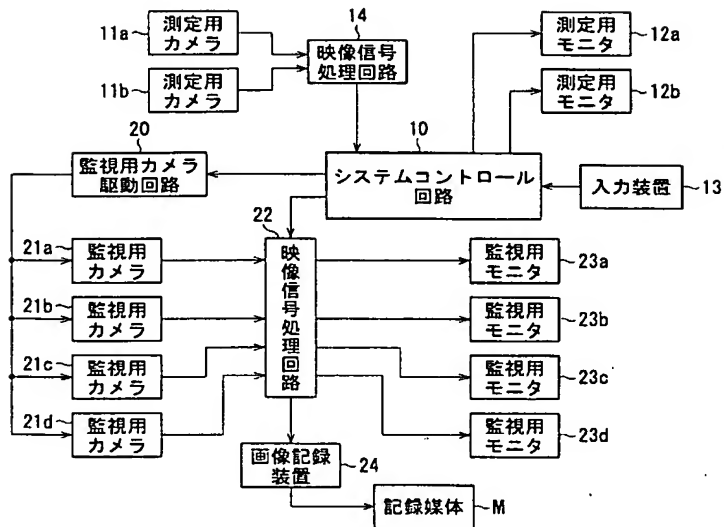 11a
測定用
カメラ
14
映像信号
処理回路
測定用
モニタ
12a
11b
測定用
カメラ
測定用
モニタ
12b
20
監視用カメラ
駆動回路
10
システムコントロール
回路
入力装置
13
21a
監視用
カメラ
22
映像信号処理回路
監視用
モニタ
23a
21b
監視用
カメラ
監視用
モニタ
23b
21c
監視用
カメラ
監視用
モニタ
23c
21d
監視用
カメラ
監視用
モニタ
23d
画像記録
装置
24
記録媒体
M